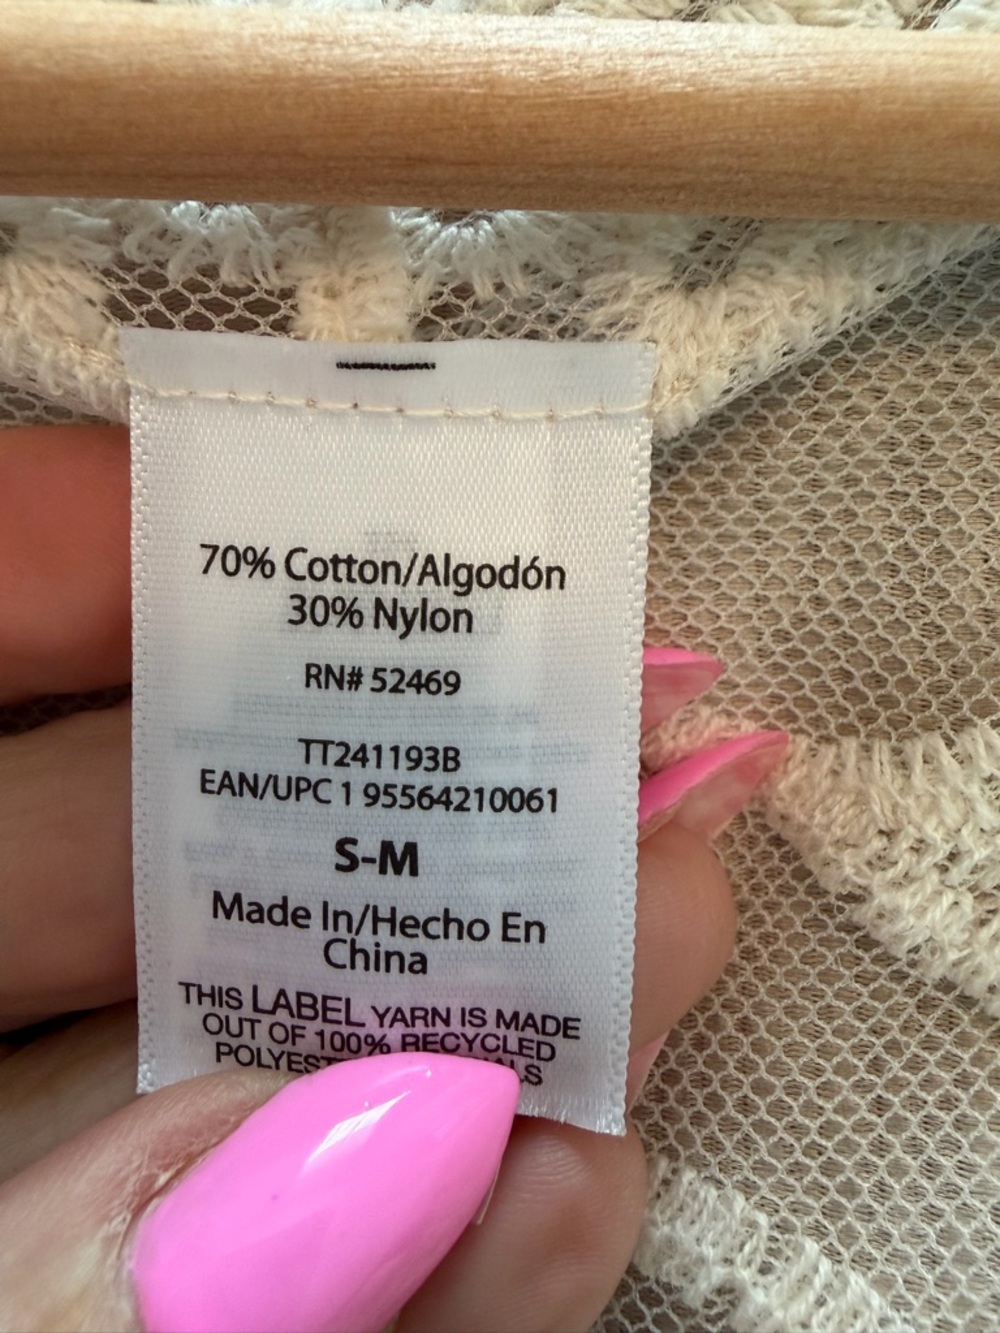 70% Cotton/Algodón
30% Nylon
RN# 52469
TT241193B
EAN/UPC 1 95564210061
S-M
Made In/Hecho En
China
THIS LABEL YARN IS MADE
OUT OF 100% RECYCLED